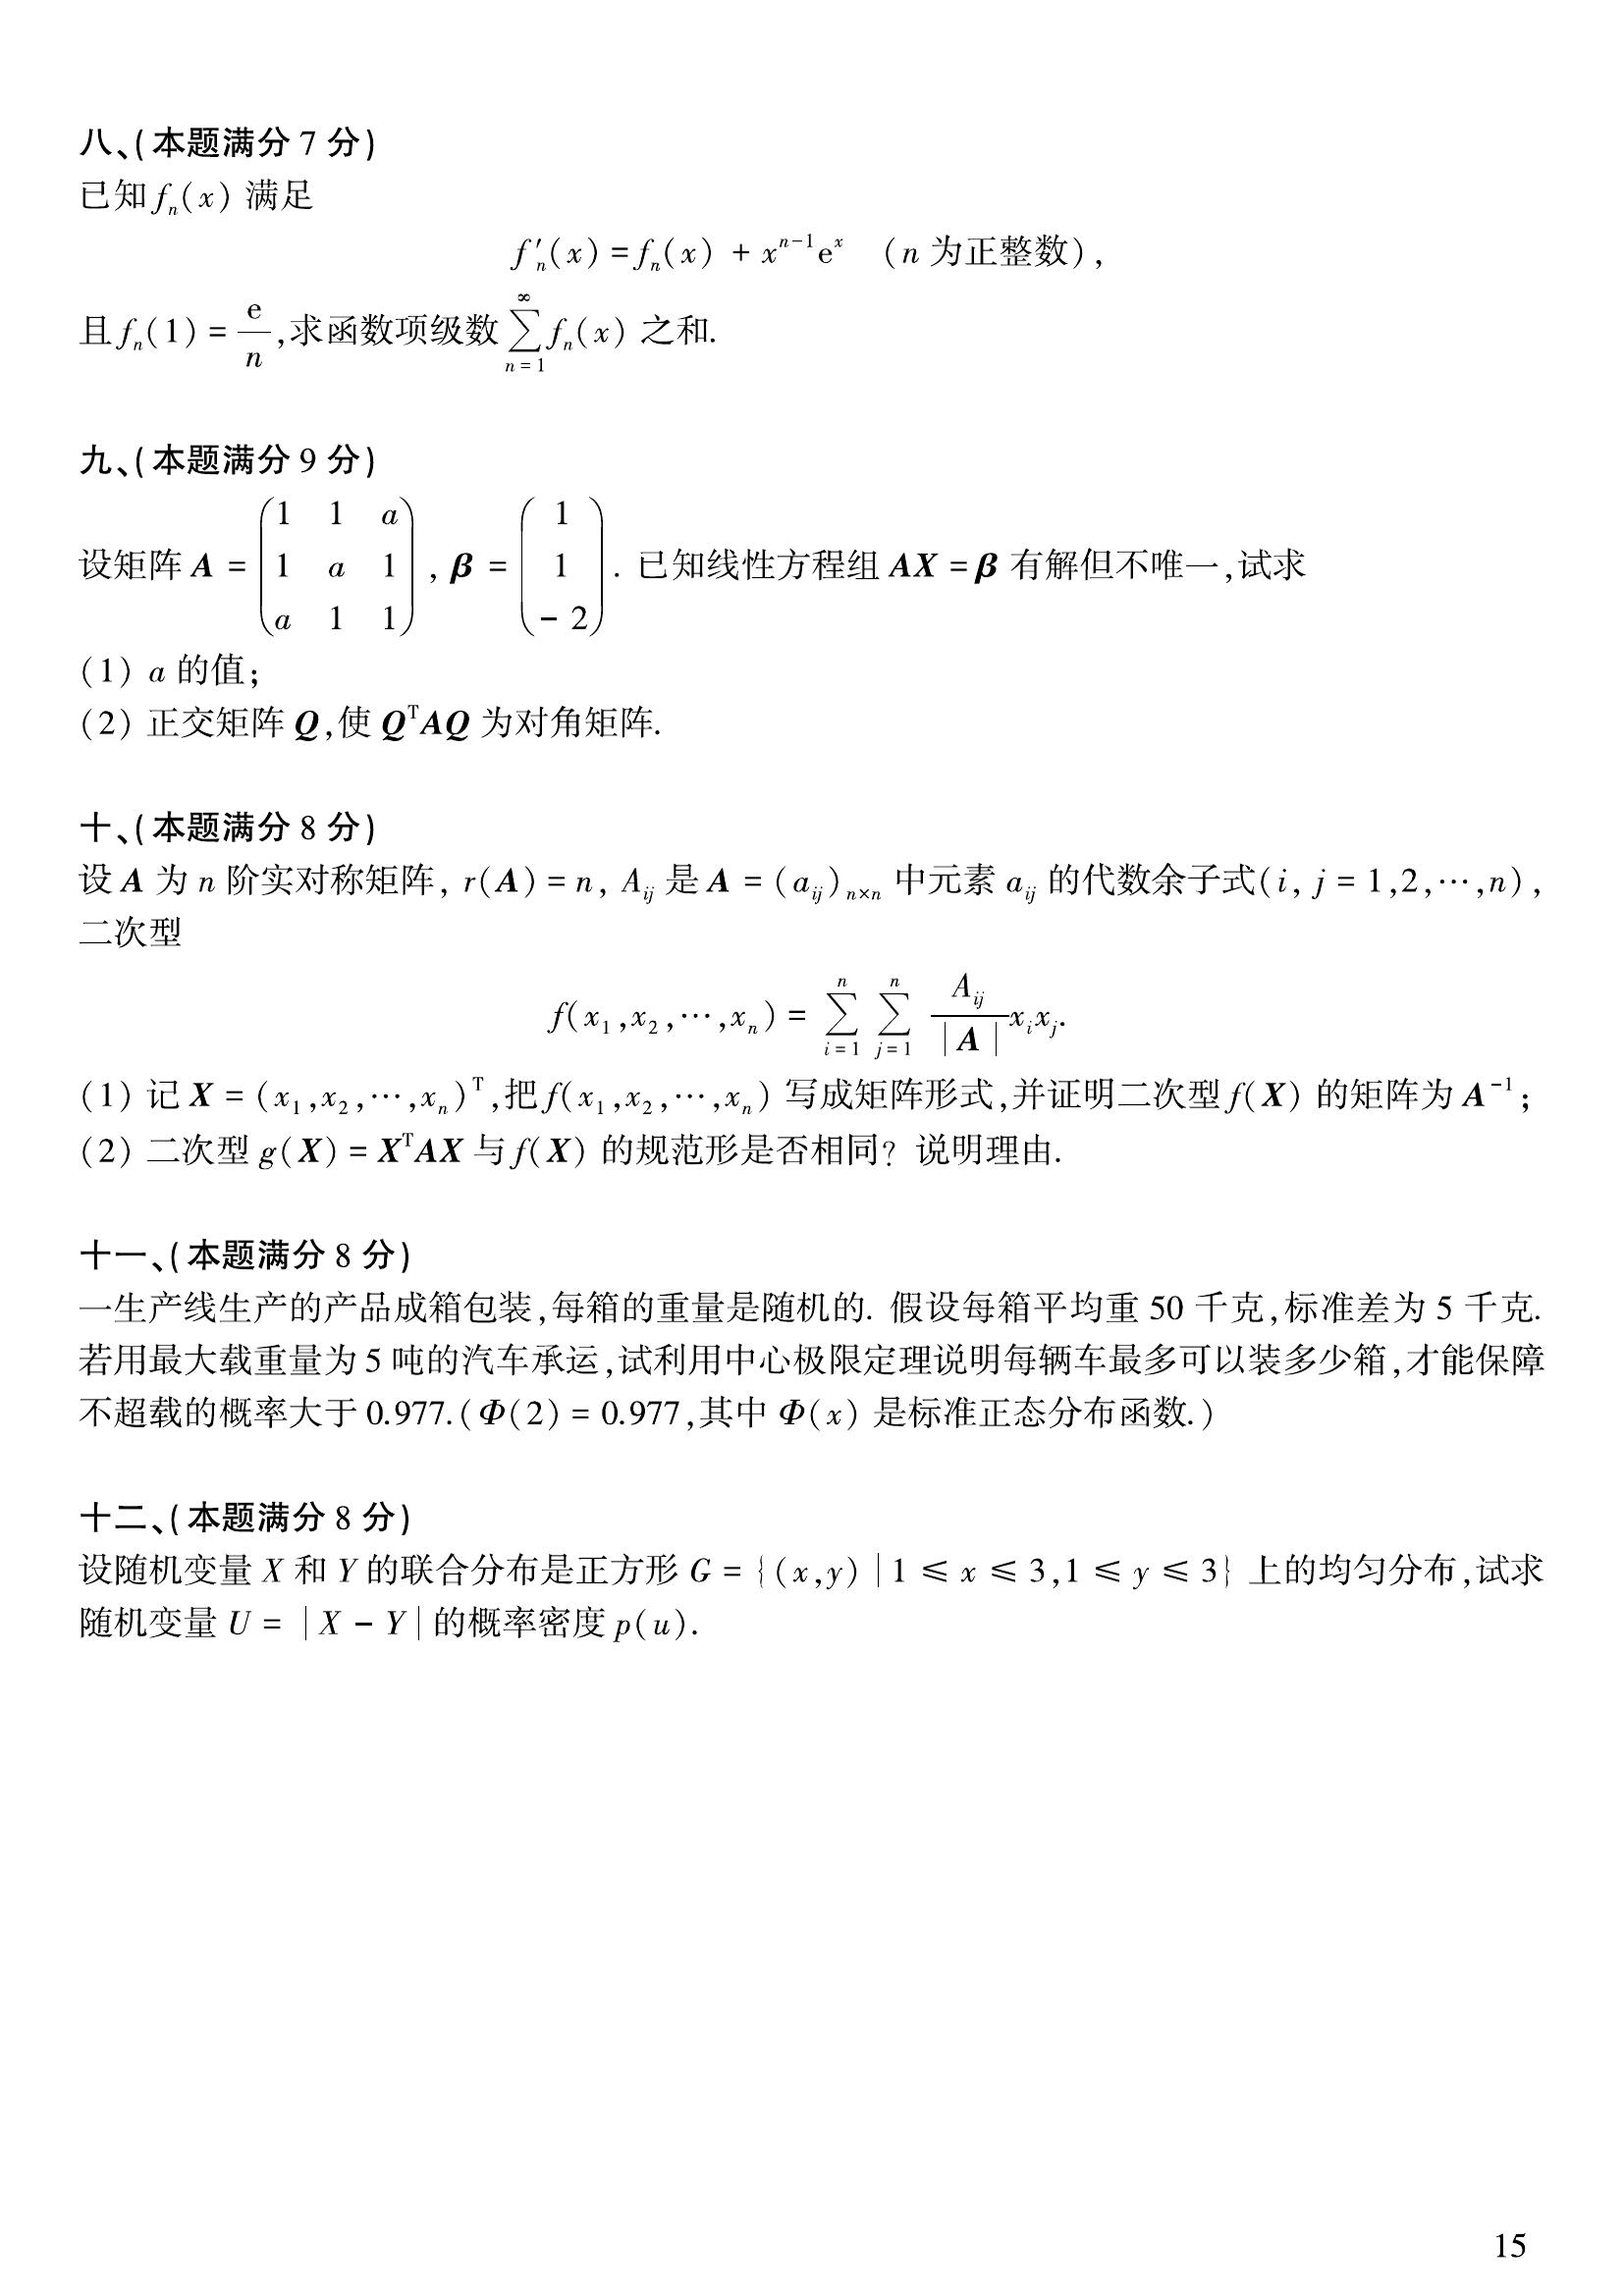 八、(本题满分 7 分)
已知 $f_n(x)$ 满足
$f'_n(x) = f_n(x) + x^{n-1}\mathrm{e}^x$ (n 为正整数),
且 $f_n(1) = \frac{\mathrm{e}}{n}$,求函数项级数 $\sum_{n=1}^{\infty} f_n(x)$ 之和.
九、(本题满分 9 分)
设矩阵 $\boldsymbol{A} = \begin{pmatrix} 1 & 1 & a \\ 1 & a & 1 \\ a & 1 & 1 \end{pmatrix}$, $\boldsymbol{\beta} = \begin{pmatrix} 1 \\ 1 \\ -2 \end{pmatrix}$. 已知线性方程组 $\boldsymbol{AX} = \boldsymbol{\beta}$ 有解但不唯一,试求
(1) a 的值;
(2) 正交矩阵 $\boldsymbol{Q}$,使 $\boldsymbol{Q}^{\mathrm{T}}\boldsymbol{AQ}$ 为对角矩阵.
十、(本题满分 8 分)
设 $\boldsymbol{A}$ 为 n 阶实对称矩阵, $r(\boldsymbol{A}) = n$, $A_{ij}$ 是 $\boldsymbol{A} = (a_{ij})_{n \times n}$ 中元素 $a_{ij}$ 的代数余子式$(i, j = 1,2,\cdots,n)$,
二次型
$f(x_1,x_2,\cdots,x_n) = \sum_{i=1}^{n} \sum_{j=1}^{n} \frac{A_{ij}}{|\boldsymbol{A}|} x_i x_j.$
(1) 记 $\boldsymbol{X} = (x_1,x_2,\cdots,x_n)^{\mathrm{T}}$,把 $f(x_1,x_2,\cdots,x_n)$ 写成矩阵形式,并证明二次型 $f(\boldsymbol{X})$ 的矩阵为 $\boldsymbol{A}^{-1}$;
(2) 二次型 $g(\boldsymbol{X}) = \boldsymbol{X}^{\mathrm{T}}\boldsymbol{AX}$ 与 $f(\boldsymbol{X})$ 的规范形是否相同? 说明理由.
十一、(本题满分 8 分)
一生产线生产的产品成箱包装,每箱的重量是随机的. 假设每箱平均重 50 千克,标准差为 5 千克.
若用最大载重量为 5 吨的汽车承运,试利用中心极限定理说明每辆车最多可以装多少箱,才能保障
不超载的概率大于 0.977.($\Phi(2) = 0.977$,其中 $\Phi(x)$ 是标准正态分布函数.)
十二、(本题满分 8 分)
设随机变量 X 和 Y 的联合分布是正方形 $G = \{(x,y) | 1 \leq x \leq 3, 1 \leq y \leq 3\}$ 上的均匀分布,试求
随机变量 $U = |X - Y|$ 的概率密度 $p(u)$.
15